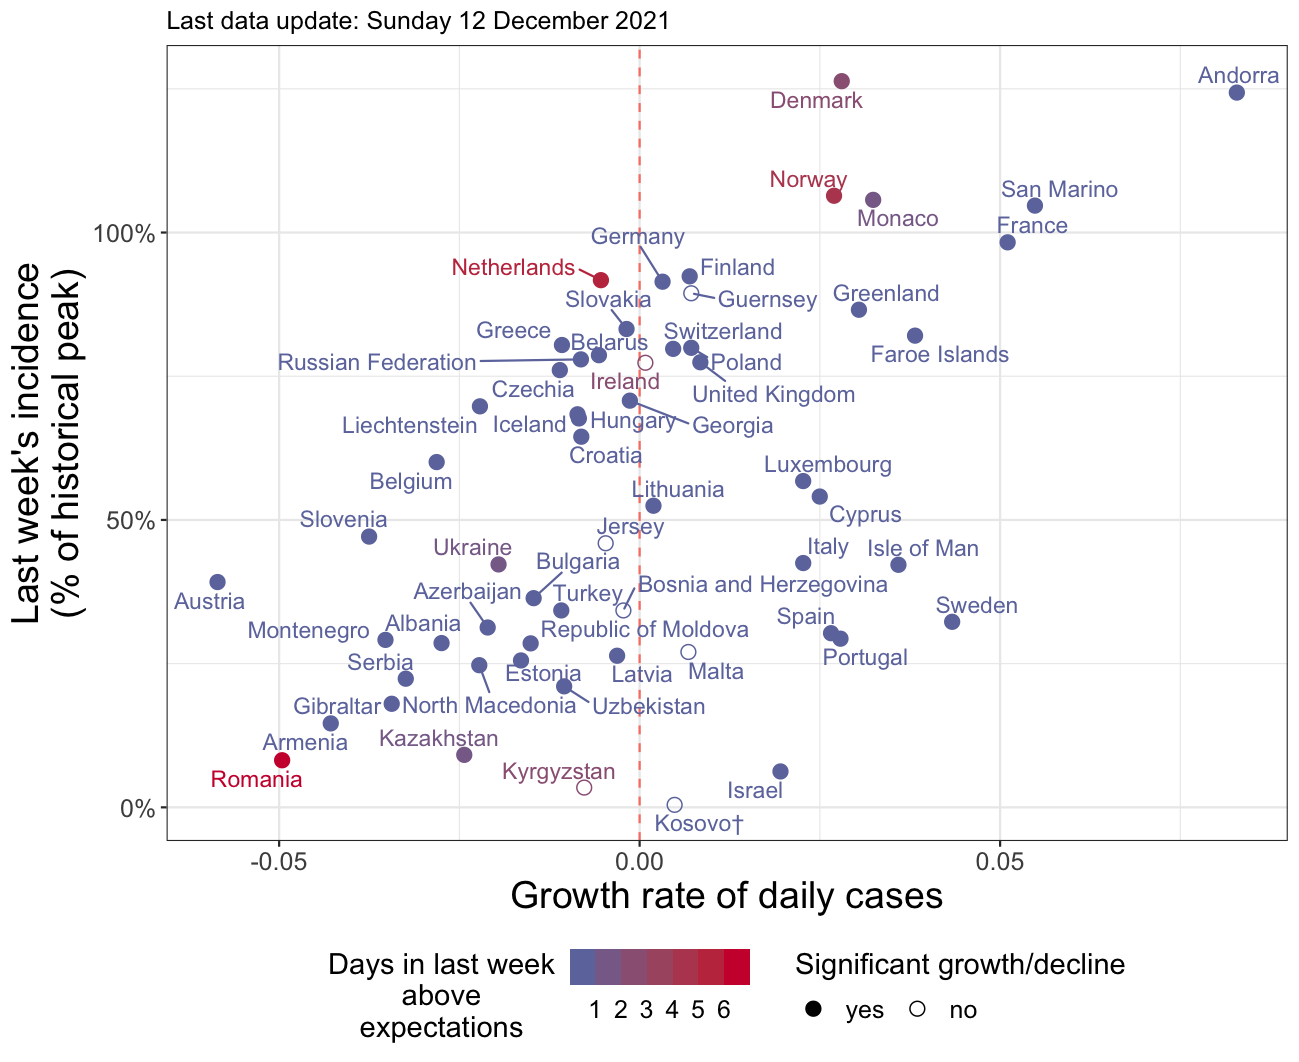 Last data update: Sunday 12 December 2021
Last week's incidence
(% of historical peak)
100%
50%
0%
Andorra
Denmark
Norway
San Marino
Monaco
France
Germany
Netherlands
Finland
Slovakia
Guernsey
Greenland
Greece
Belarus
Switzerland
Russian Federation
Poland
Faroe Islands
Czechia
Ireland
United Kingdom
Liechtenstein
Iceland
Hungary
Georgia
Croatia
Luxembourg
Belgium
Lithuania
Cyprus
Slovenia
Jersey
Ukraine
Italy
Isle of Man
Bulgaria
Azerbaijan
Turkey
Bosnia and Herzegovina
Austria
Sweden
Montenegro
Albania
Republic of Moldova
Spain
Serbia
Estonia
Latvia
Malta
Portugal
Gibraltar
North Macedonia
Uzbekistan
Armenia
Kazakhstan
Romania
Kyrgyzstan
Israel
Kosovo†
-0.05
0.00
0.05
Growth rate of daily cases
Days in last week
above
expectations
1 2 3 4 5 6
Significant growth/decline
yes
no